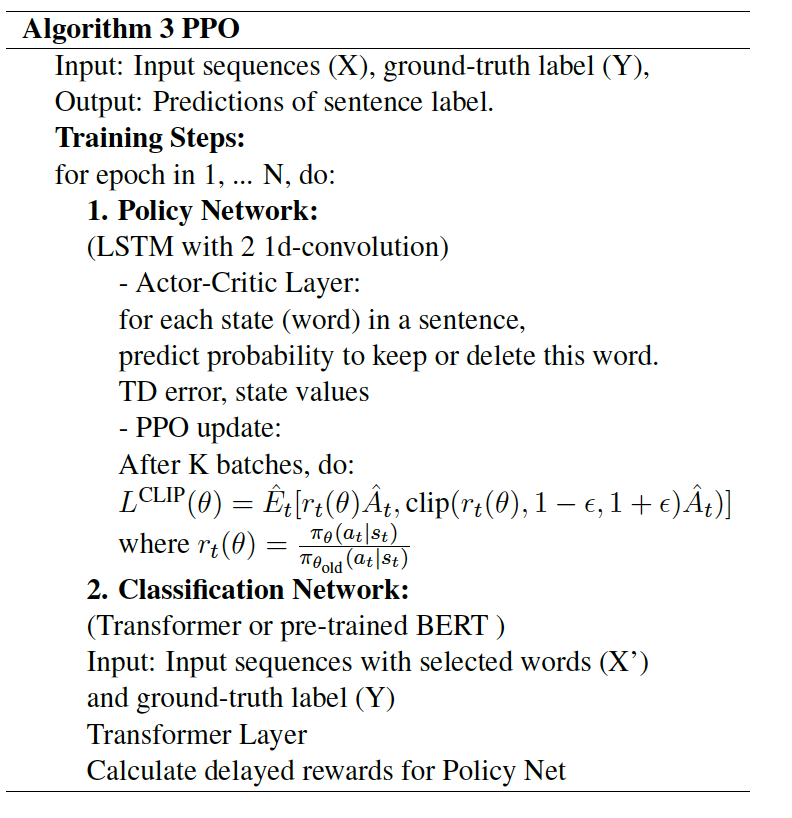 Algorithm 3 PPO
Input: Input sequences (X), ground-truth label (Y),
Output: Predictions of sentence label.
Training Steps:
for epoch in 1, ... N, do:
1. Policy Network:
(LSTM with 2 1d-convolution)
- Actor-Critic Layer:
for each state (word) in a sentence,
predict probability to keep or delete this word.
TD error, state values
- PPO update:
After K batches, do:
$L^{\text{CLIP}}(\theta) = \hat{E}_t[r_t(\theta)\hat{A}_t, \text{clip}(r_t(\theta), 1 - \epsilon, 1 + \epsilon)\hat{A}_t)]$
where $r_t(\theta) = \frac{\pi_\theta(a_t|s_t)}{\pi_{\theta_{\text{old}}}(a_t|s_t)}$
2. Classification Network:
(Transformer or pre-trained BERT )
Input: Input sequences with selected words (X’)
and ground-truth label (Y)
Transformer Layer
Calculate delayed rewards for Policy Net